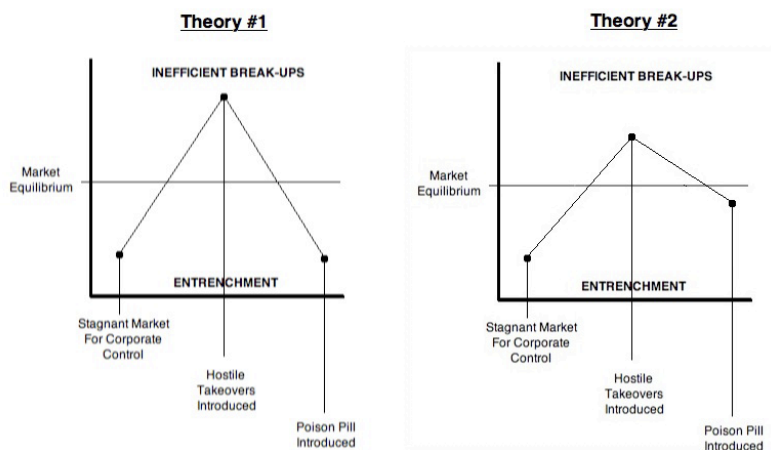 Theory #1
INEFFICIENT BREAK-UPS
Market
Equilibrium
ENTRENCHMENT
Stagnant Market
For Corporate
Control
Hostile
Takeovers
Introduced
Poison Pill
Introduced
Theory #2
INEFFICIENT BREAK-UPS
Market
Equilibrium
ENTRENCHMENT
Stagnant Market
For Corporate
Control
Hostile
Takeovers
Introduced
Poison Pill
Introduced